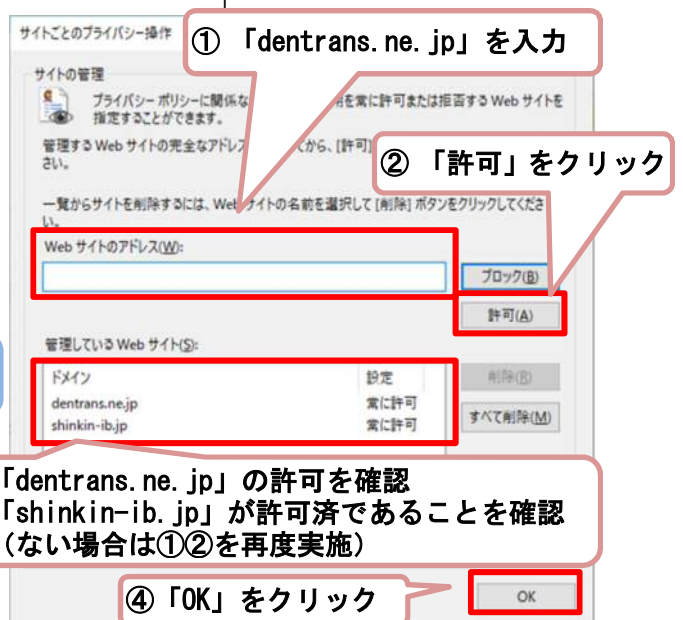 サイトごとのプライバシー操作
① 「dentrans.ne.jp」を入力
サイトの管理
プライバシー ポリシーに関係な
用を常に許可または拒否する Web サイトを
指定することができます。
管理する Web サイトの完全なアドレ
てから、[許可]
さい。
② 「許可」をクリック
一覧からサイトを削除するには、Web サイトの名前を選択して [削除] ボタンをクリックしてくださ
い。
Web サイトのアドレス(W):
ブロック(B)
許可(A)
管理している Web サイト(S):
ドメイン 設定
削除(R)
dentrans.ne.jp 常に許可
shinkin-ib.jp 常に許可
すべて削除(M)
「dentrans.ne.jp」の許可を確認
「shinkin-ib.jp」が許可済であることを確認
(ない場合は①②を再度実施)
④「OK」をクリック
OK